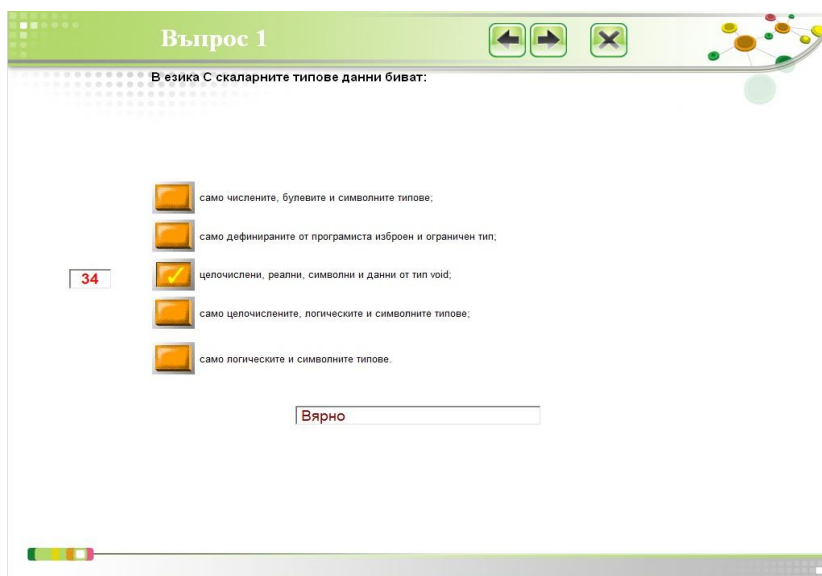 Въпрос 1
В езика С скаларните типове данни биват:
само числените, булевите и символните типове;
само дефинираните от програмиста изброен и ограничен тип;
34
целочислени, реални, символни и данни от тип void;
само целочислените, логическите и символните типове;
само логическите и символните типове.
Вярно